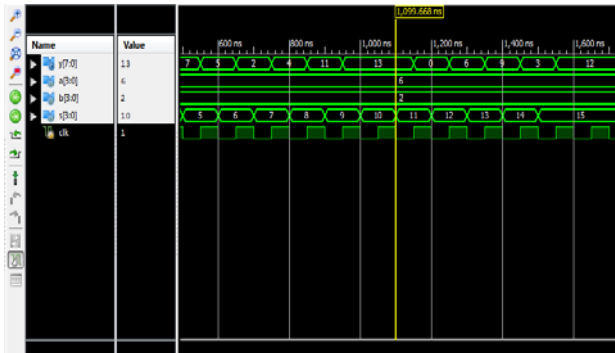 1,099.668 ns
600 ns 800 ns 1,000 ns 1,200 ns 1,400 ns 1,600 ns
Name Value
y[7:0] 13 7 5 2 4 11 13 0 6 9 3 12
a[3:0] 6 6
b[3:0] 2 2
s[3:0] 10 5 6 7 8 9 10 11 12 13 14 15
clk 1